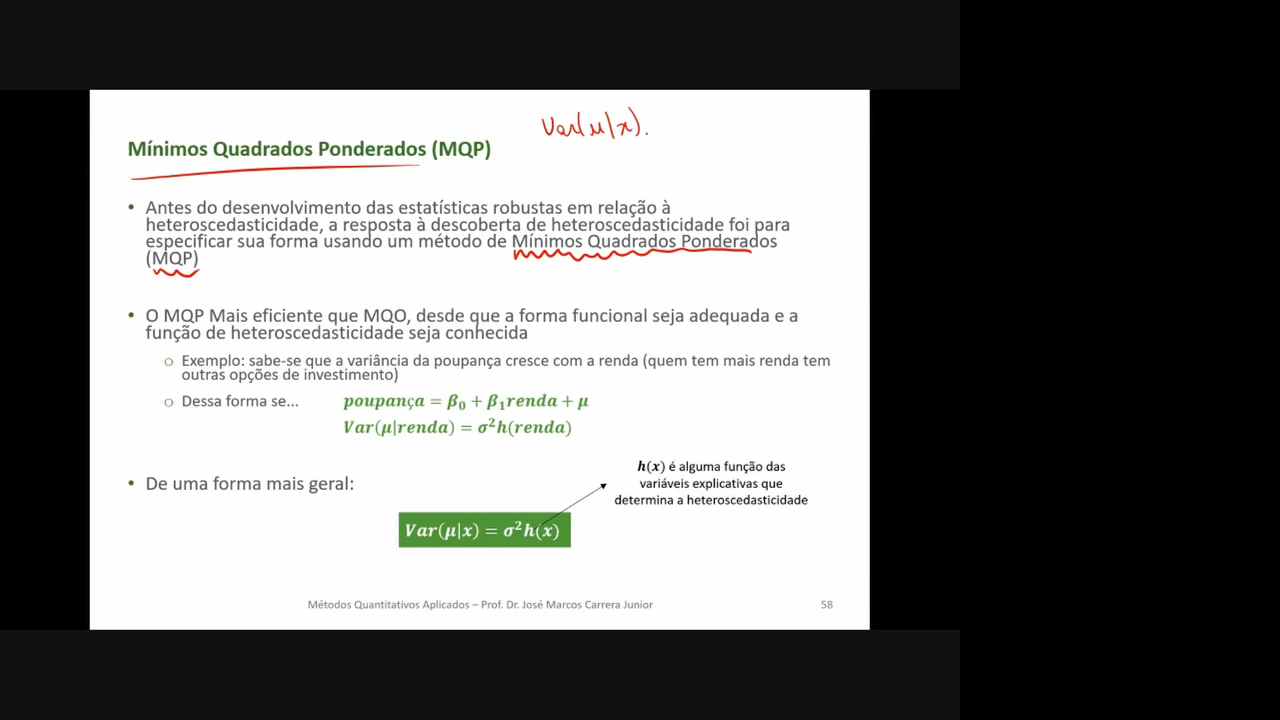 Var(μ|x).
Mínimos Quadrados Ponderados (MQP)
• Antes do desenvolvimento das estatísticas robustas em relação à
heteroscedasticidade, a resposta à descoberta de heteroscedasticidade foi para
especificar sua forma usando um método de Mínimos Quadrados Ponderados
(MQP)
• O MQP Mais eficiente que MQO, desde que a forma funcional seja adequada e a
função de heteroscedasticidade seja conhecida
○ Exemplo: sabe-se que a variância da poupança cresce com a renda (quem tem mais renda tem
outras opções de investimento)
○ Dessa forma se... poupança = β₀ + β₁renda + μ
Var(μ|renda) = σ²h(renda)
h(x) é alguma função das
variáveis explicativas que
determina a heteroscedasticidade
• De uma forma mais geral:
Var(μ|x) = σ²h(x)
Métodos Quantitativos Aplicados – Prof. Dr. José Marcos Carrera Junior
58